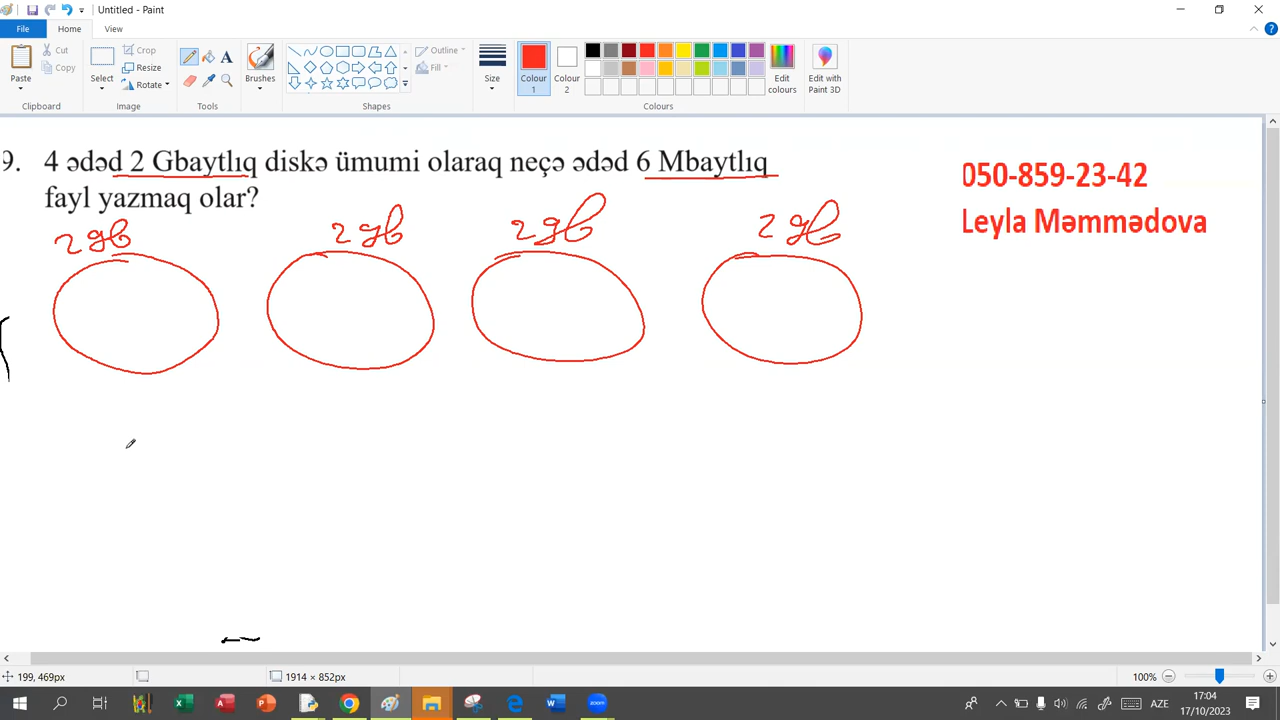 Untitled - Paint
File
Home
View
Paste
Cut
Copy
Clipboard
Select
Crop
Resize
Rotate
Image
Tools
Brushes
Shapes
Outline
Fill
Size
Colour
1
Colour
2
Colours
Edit
colours
Edit with
Paint 3D
9. 4 ədəd 2 Gbaytlıq diskə ümumi olaraq neçə ədəd 6 Mbaytlıq
fayl yazmaq olar?
050-859-23-42
Leyla Məmmədova
2 gb 2 gb 2 gb 2 gb
199, 469px
1914 × 852px
100%
AZE
17:04
17/10/2023